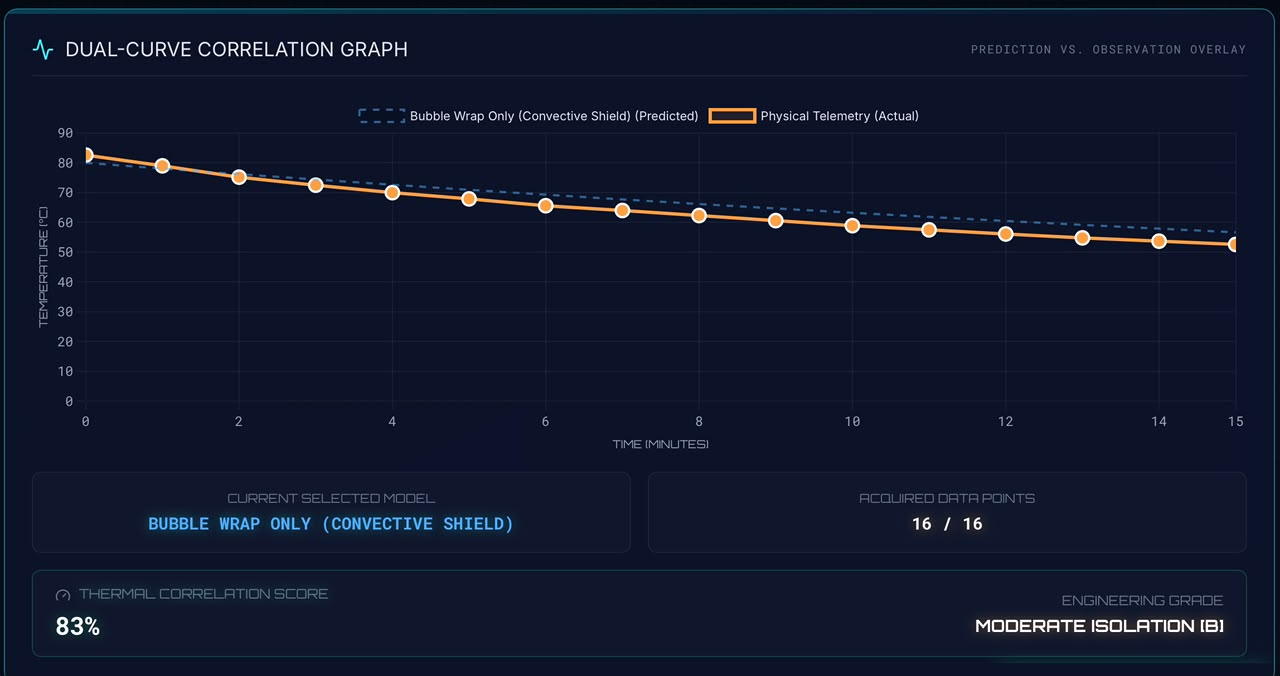 DUAL-CURVE CORRELATION GRAPH
PREDICTION VS. OBSERVATION OVERLAY
Bubble Wrap Only (Convective Shield) (Predicted)
Physical Telemetry (Actual)
90
80
70
60
50
40
30
20
10
0
TEMPERATURE (°C)
0 2 4 6 8 10 12 14 15
TIME (MINUTES)
CURRENT SELECTED MODEL
BUBBLE WRAP ONLY (CONVECTIVE SHIELD)
ACQUIRED DATA POINTS
16 / 16
THERMAL CORRELATION SCORE
83%
ENGINEERING GRADE
MODERATE ISOLATION (B)